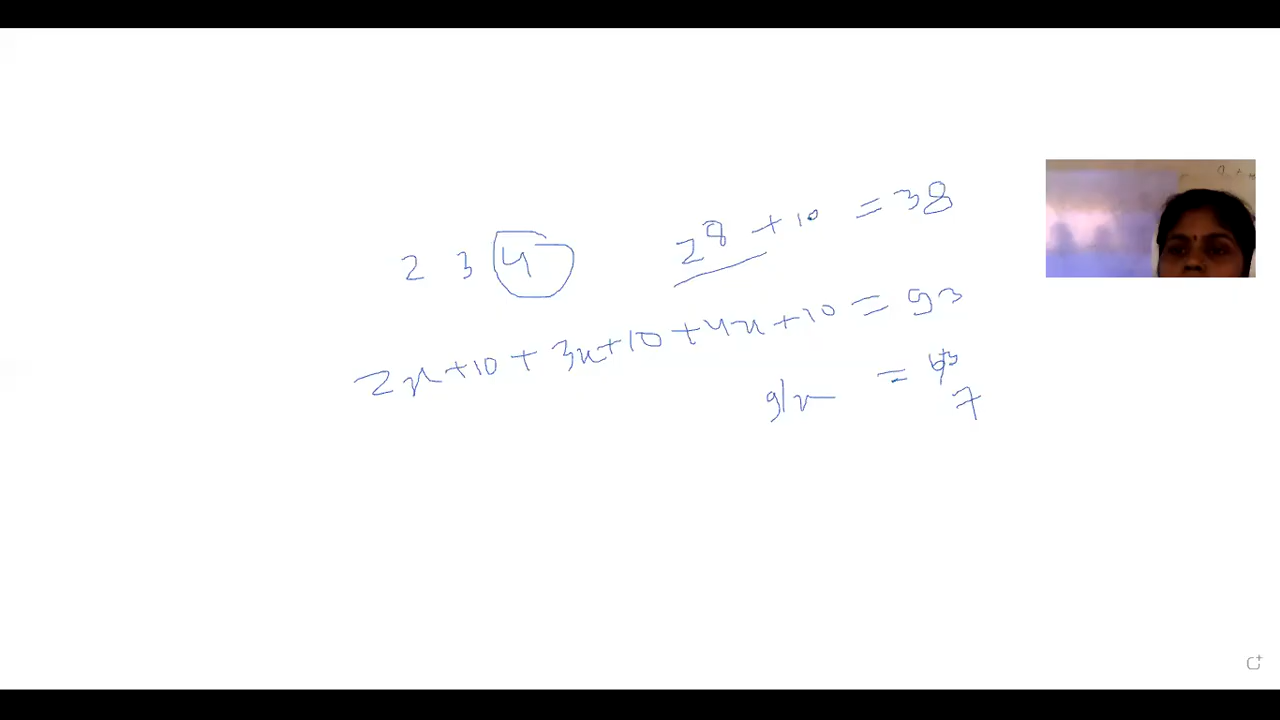 28 + 10 = 38
2 3 4
2x+10 + 3x+10 + 4x+10 = 93
9x = 63
7